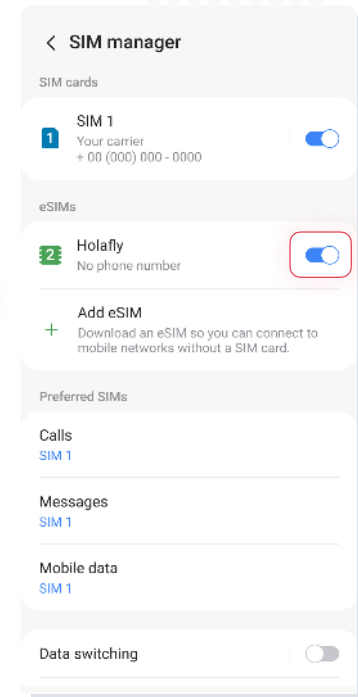 SIM manager
SIM cards
1
SIM 1
Your carrier
+ 00 (000) 000 - 0000
eSIMs
2
Holafly
No phone number
Add eSIM
Download an eSIM so you can connect to
mobile networks without a SIM card.
Preferred SIMs
Calls
SIM 1
Messages
SIM 1
Mobile data
SIM 1
Data switching